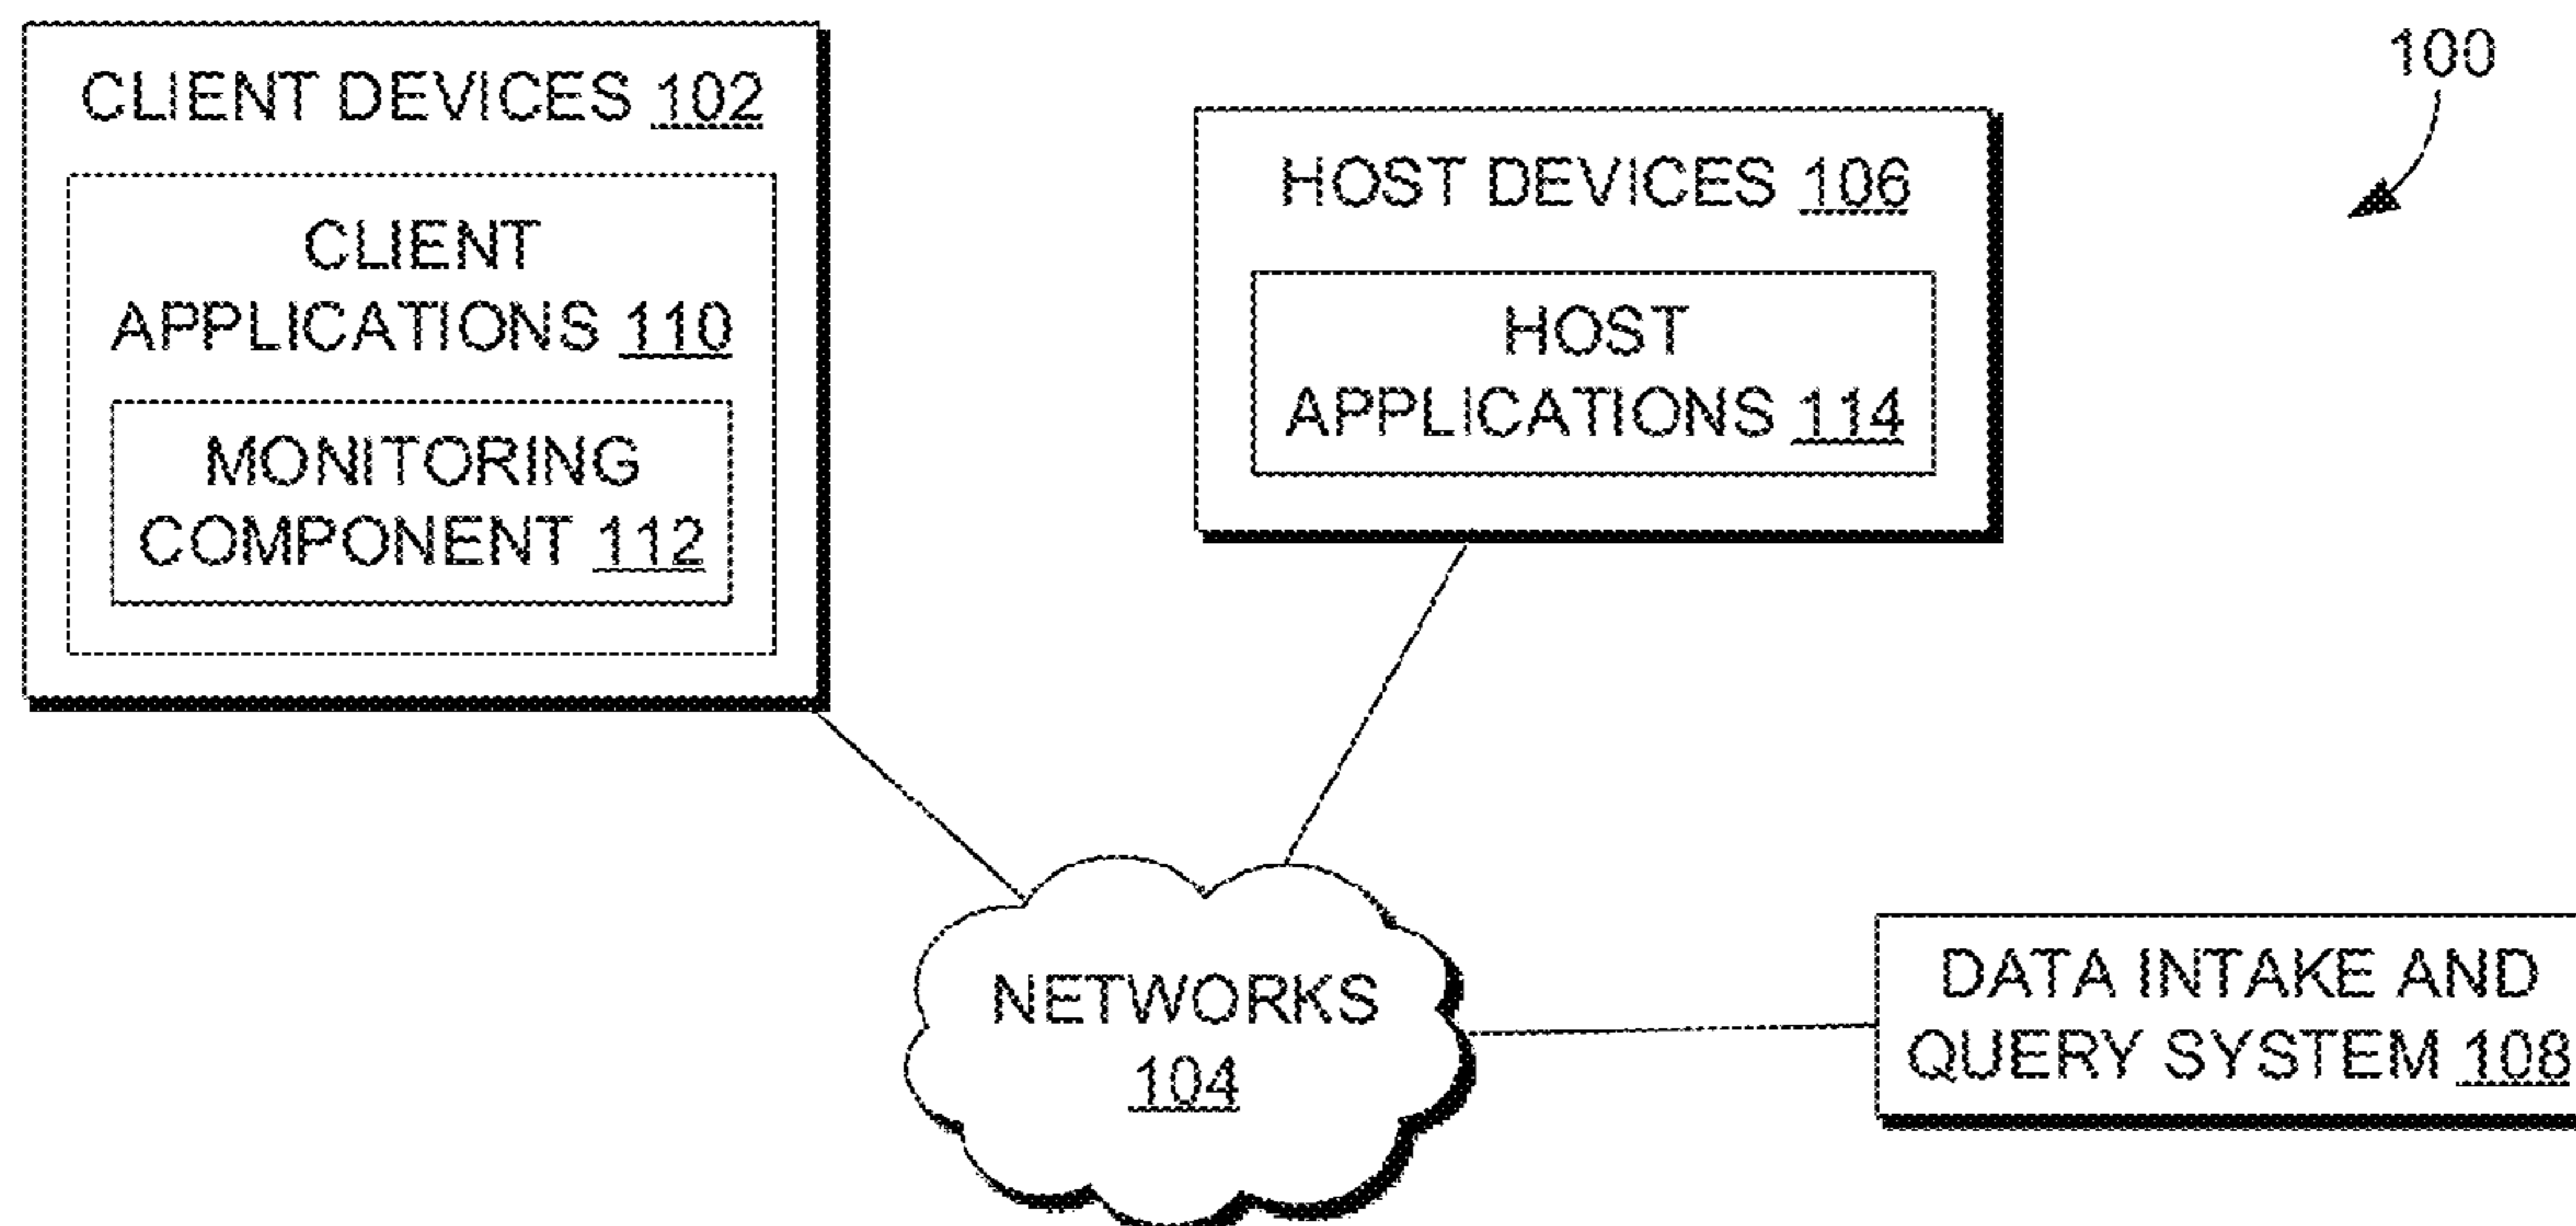 100
CLIENT DEVICES 102
CLIENT
APPLICATIONS 110
MONITORING
COMPONENT 112
HOST DEVICES 106
HOST
APPLICATIONS 114
NETWORKS
104
DATA INTAKE AND
QUERY SYSTEM 108